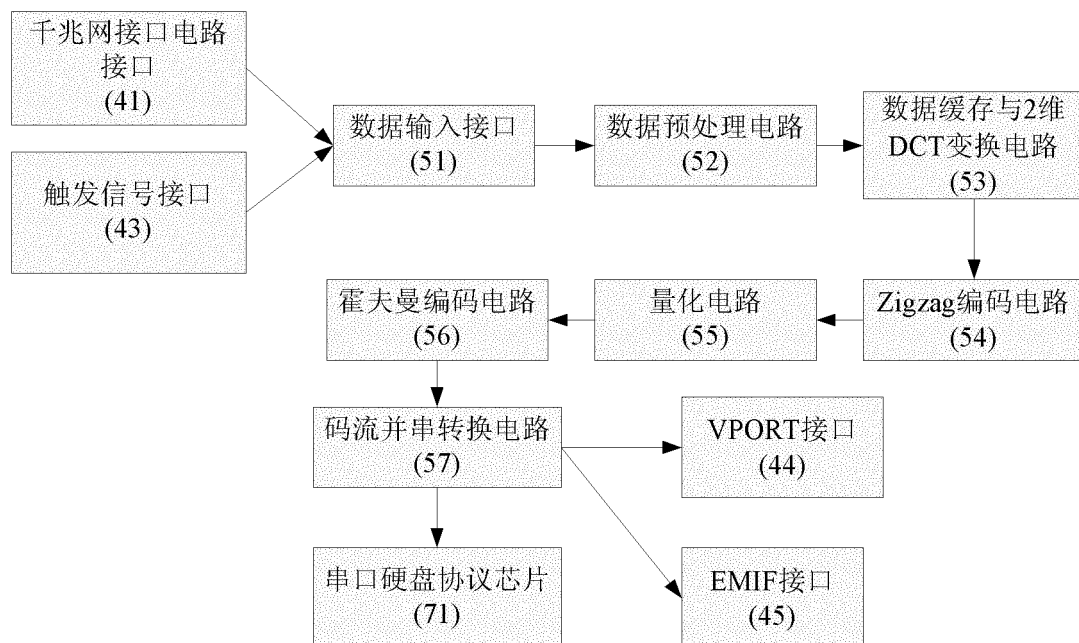 千兆网接口电路
接口
(41)
触发信号接口
(43)
数据输入接口
(51)
数据预处理电路
(52)
数据缓存与2维
DCT变换电路
(53)
Zigzag编码电路
(54)
量化电路
(55)
霍夫曼编码电路
(56)
码流并串转换电路
(57)
VPORT接口
(44)
串口硬盘协议芯片
(71)
EMIF接口
(45)